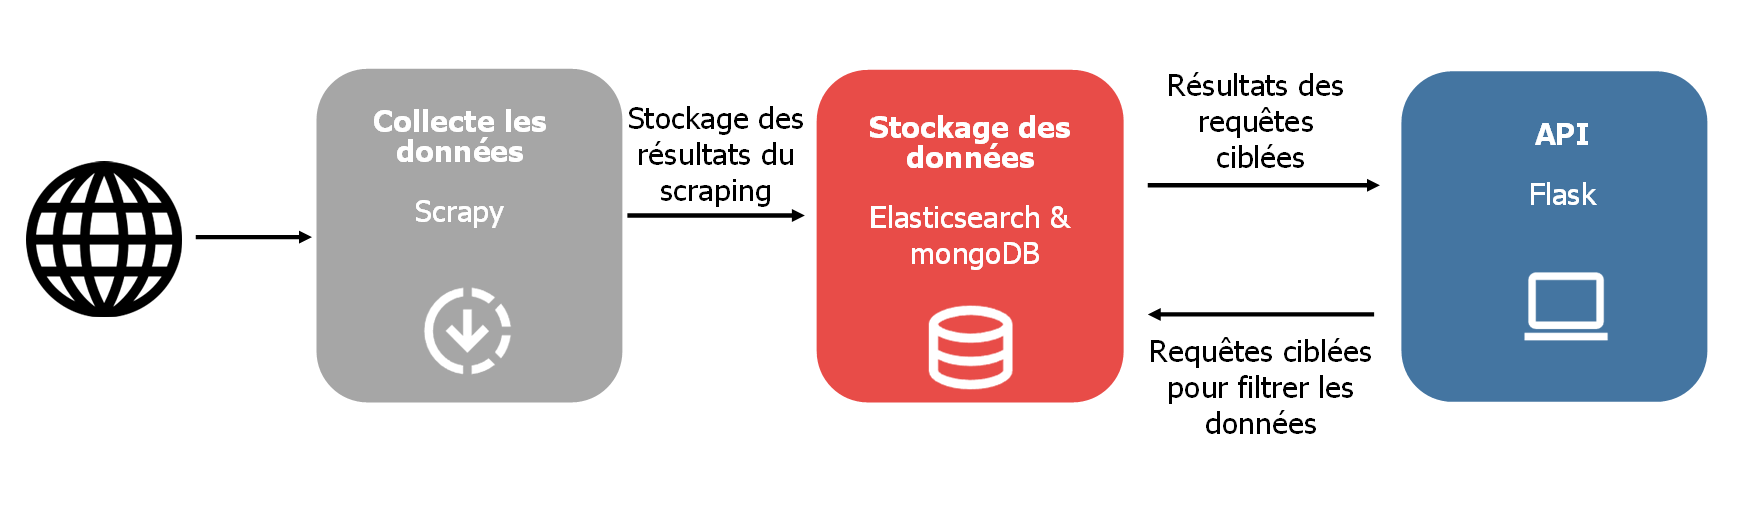 Collecte les
données
Scrapy
Stockage des
résultats du
scraping
Stockage des
données
Elasticsearch &
mongoDB
Résultats des
requêtes
ciblées
Requêtes ciblées
pour filtrer les
données
API
Flask